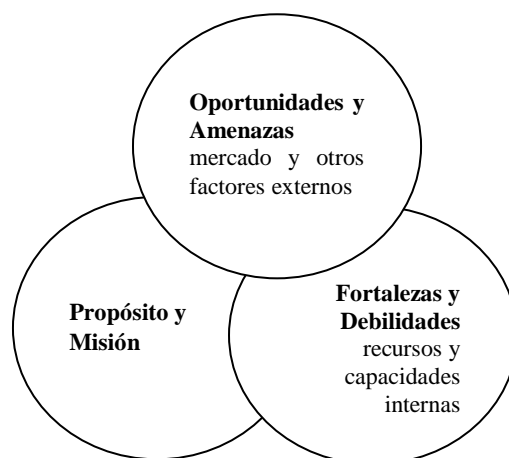 Oportunidades y
Amenazas
mercado y otros
factores externos
Propósito y
Misión
Fortalezas y
Debilidades
recursos y
capacidades
internas